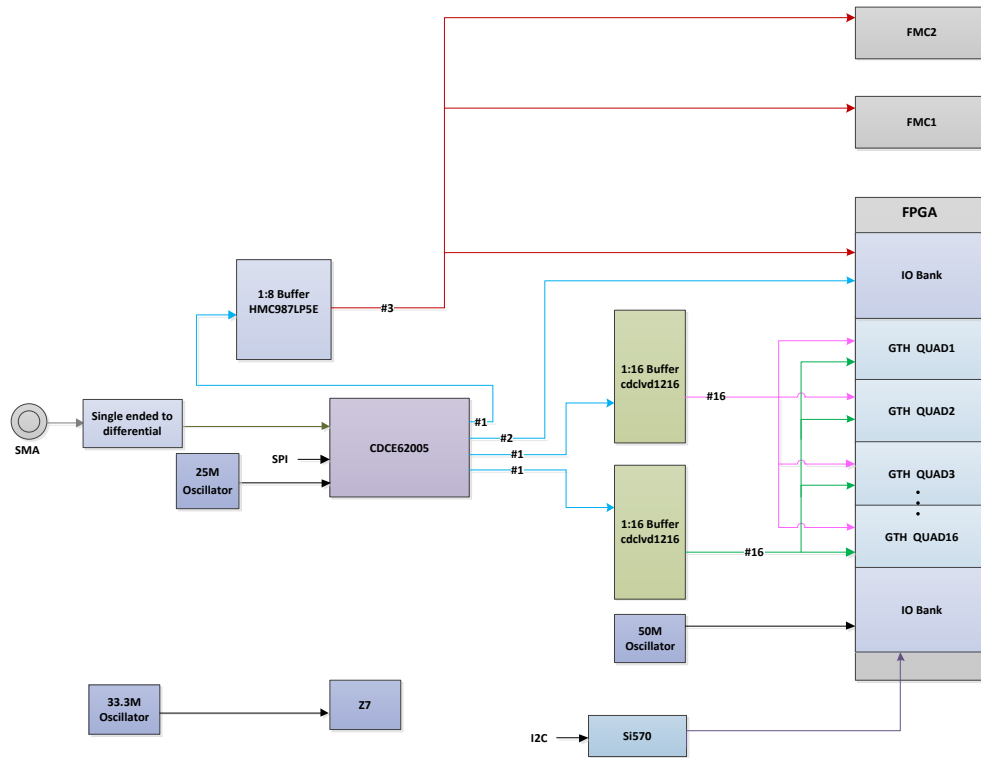 FMC2
FMC1
FPGA
IO Bank
1:8 Buffer
HMC987LP5E
#3
GTH QUAD1
1:16 Buffer
cdclvd1216
#16
GTH QUAD2
Single ended to
differential
SMA
#1
#2
#1
#1
CDCE62005
SPI
25M
Oscillator
GTH QUAD3
1:16 Buffer
cdclvd1216
#16
GTH QUAD16
IO Bank
50M
Oscillator
33.3M
Oscillator
Z7
I2C
Si570